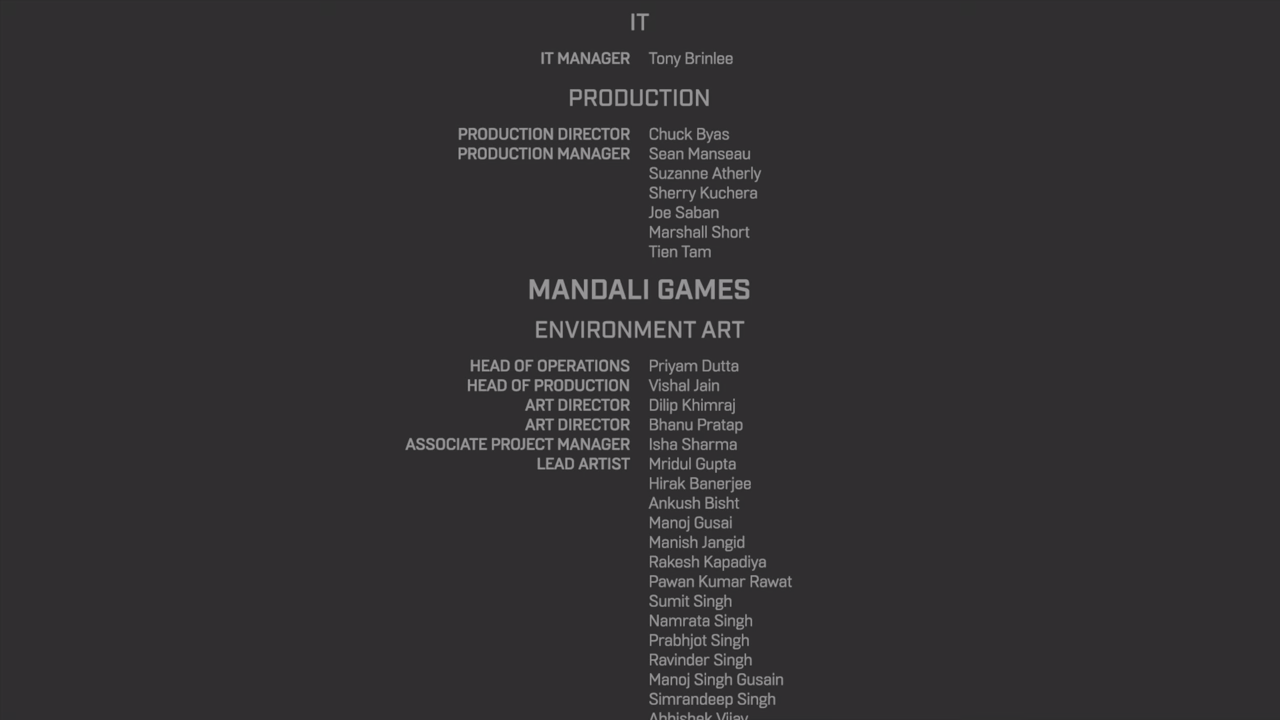 IT
IT MANAGER Tony Brinlee
PRODUCTION
PRODUCTION DIRECTOR Chuck Byas
PRODUCTION MANAGER Sean Manseau
Suzanne Atherly
Sherry Kuchera
Joe Saban
Marshall Short
Tien Tam
MANDALI GAMES
ENVIRONMENT ART
HEAD OF OPERATIONS Priyam Dutta
HEAD OF PRODUCTION Vishal Jain
ART DIRECTOR Dilip Khimraj
ART DIRECTOR Bhanu Pratap
ASSOCIATE PROJECT MANAGER Isha Sharma
LEAD ARTIST Mridul Gupta
Hirak Banerjee
Ankush Bisht
Manoj Gusai
Manish Jangid
Rakesh Kapadiya
Pawan Kumar Rawat
Sumit Singh
Namrata Singh
Prabhjot Singh
Ravinder Singh
Manoj Singh Gusain
Simrandeep Singh
Abhishek Vijay